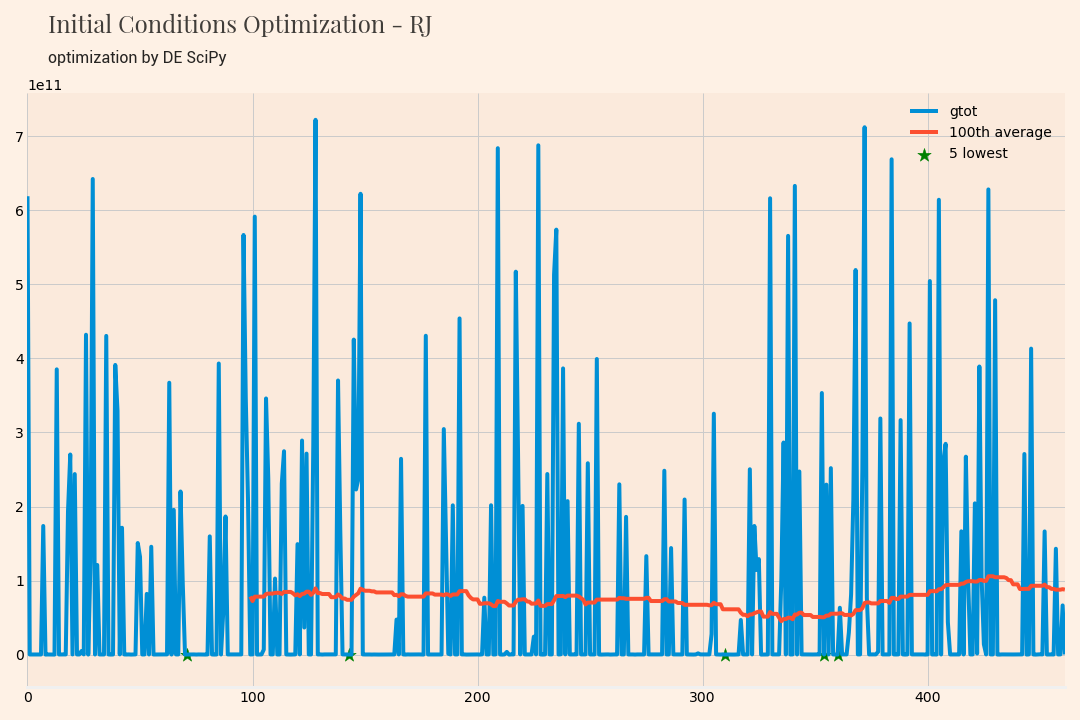 Initial Conditions Optimization - RJ
optimization by DE SciPy
1e11
gtot
100th average
5 lowest
7
6
5
4
3
2
1
0
0 100 200 300 400